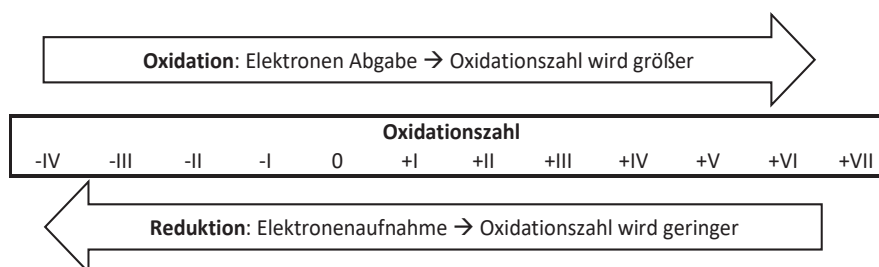 Oxidation: Elektronen Abgabe → Oxidationszahl wird größer
Oxidationszahl
-IV -III -II -I 0 +I +II +III +IV +V +VI +VII
Reduktion: Elektronenaufnahme → Oxidationszahl wird geringer